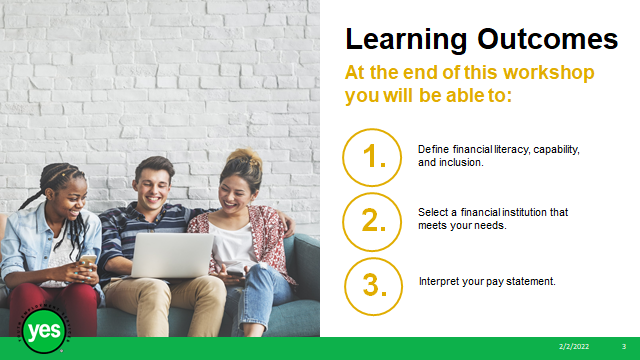 Learning Outcomes
At the end of this workshop
you will be able to:
1.
Define financial literacy, capability,
and inclusion.
2.
Select a financial institution that
meets your needs.
3.
Interpret your pay statement.
yes
2/2/2022
3